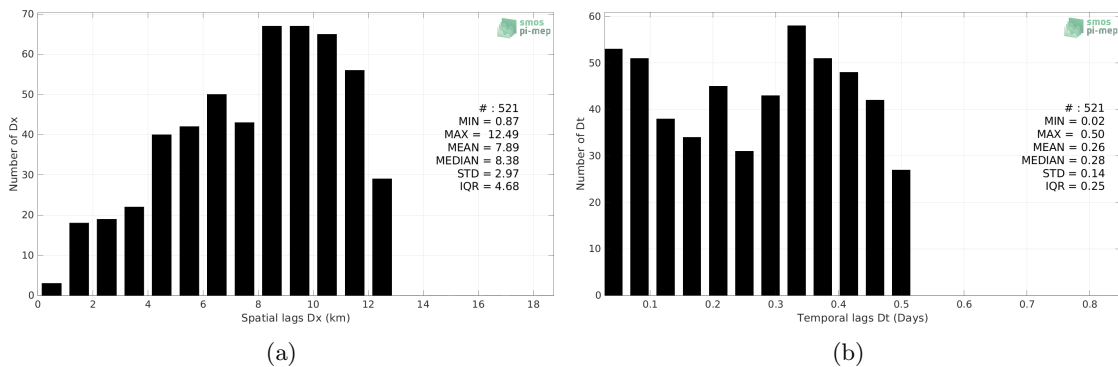 70
60
50
40
30
20
10
0
Number of Dx
0 2 4 6 8 10 12 14 16 18
Spatial lags Dx (km)
smos
pi-mep
# : 521
MIN = 0.87
MAX = 12.49
MEAN = 7.89
MEDIAN = 8.38
STD = 2.97
IQR = 4.68
(a)
60
50
40
30
20
10
0
Number of Dt
0.1 0.2 0.3 0.4 0.5 0.6 0.7 0.8
Temporal lags Dt (Days)
smos
pi-mep
# : 521
MIN = 0.02
MAX = 0.50
MEAN = 0.26
MEDIAN = 0.28
STD = 0.14
IQR = 0.25
(b)